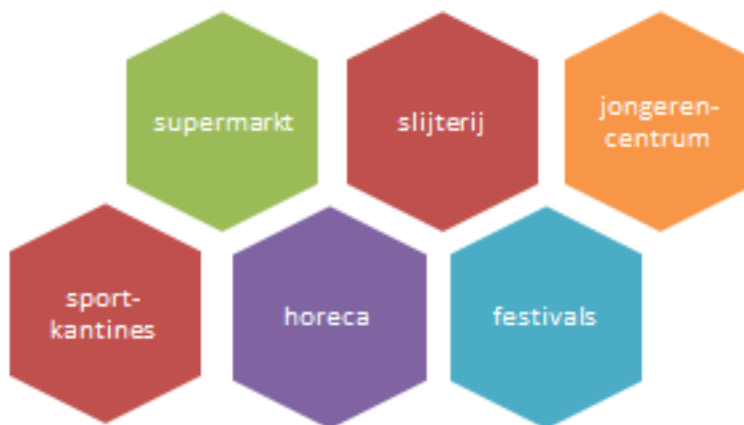 supermarkt
slijterij
jongeren-
centrum
sport-
kantines
horeca
festivals